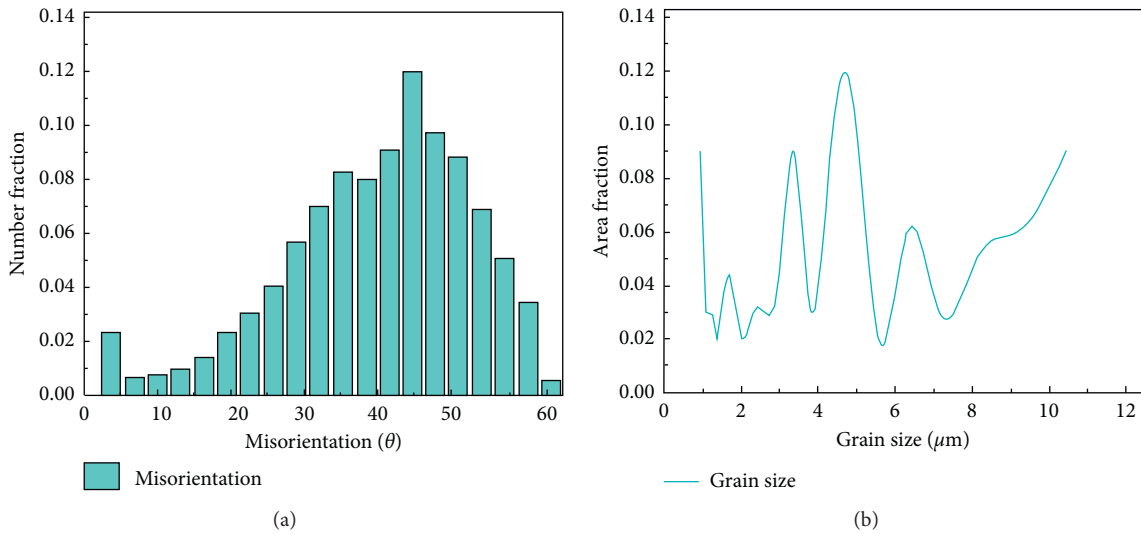 0.14
0.12
0.10
0.08
0.06
0.04
0.02
0.00
Number fraction
0 10 20 30 40 50 60
Misorientation (θ)
Misorientation
(a)
0.14
0.12
0.10
0.08
0.06
0.04
0.02
0.00
Area fraction
0 2 4 6 8 10 12
Grain size (μm)
Grain size
(b)